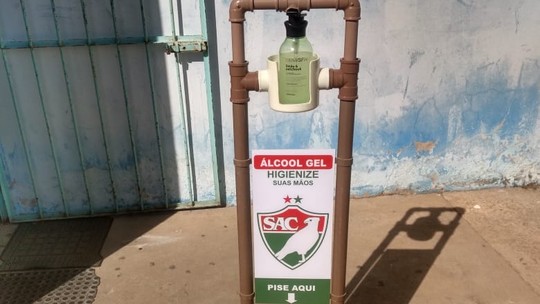 ÁLCOOL GEL
HIGIENIZE
SUAS MÃOS
SAC
PISE AQUI